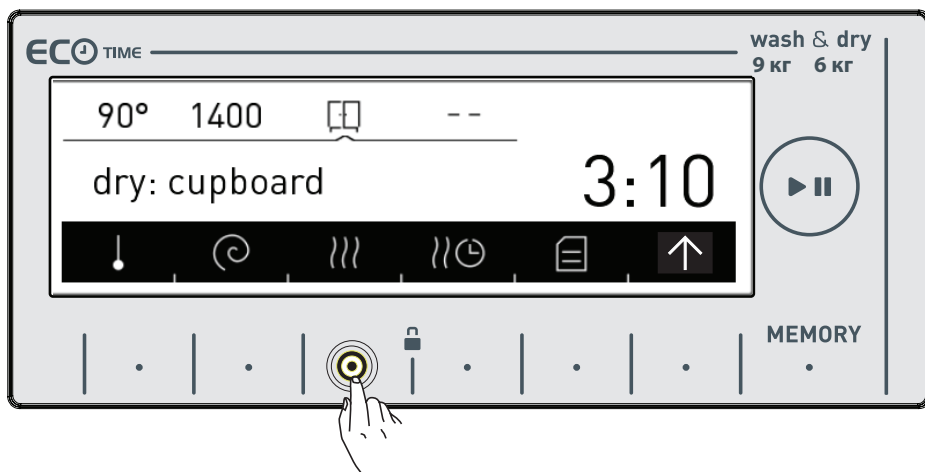 ECO TIME
wash & dry
9 кг 6 кг
90° 1400 - -
dry: cupboard
3:10
MEMORY